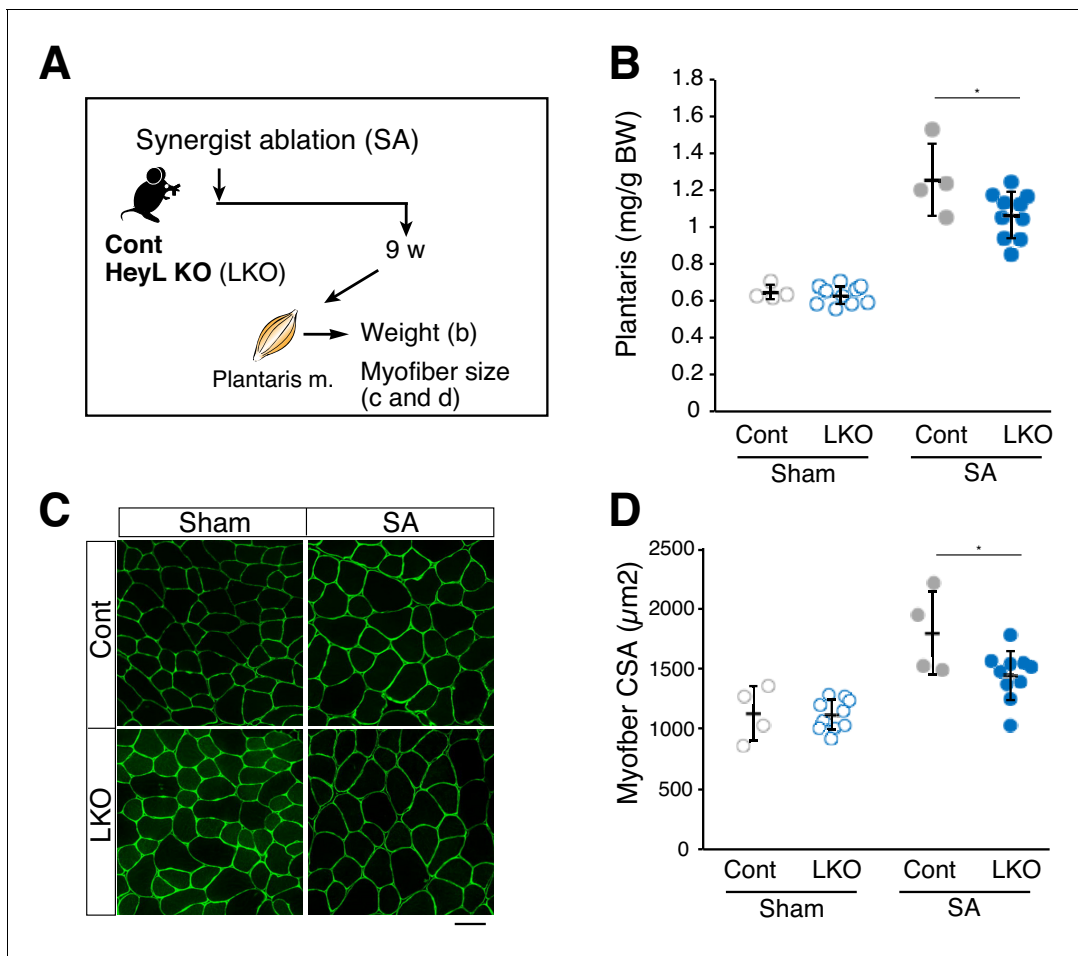 A
Synergist ablation (SA)
Cont
HeyL KO (LKO)
9 w
Plantaris m.
Weight (b)
Myofiber size
(c and d)
B
Plantaris (mg/g BW)
1.8
1.6
1.4
1.2
1
0.8
0.6
0.4
0.2
0
*
Cont LKO Cont LKO
Sham SA
C
Sham SA
Cont
LKO
D
Myofiber CSA (µm2)
2500
2000
1500
1000
500
0
*
Cont LKO Cont LKO
Sham SA